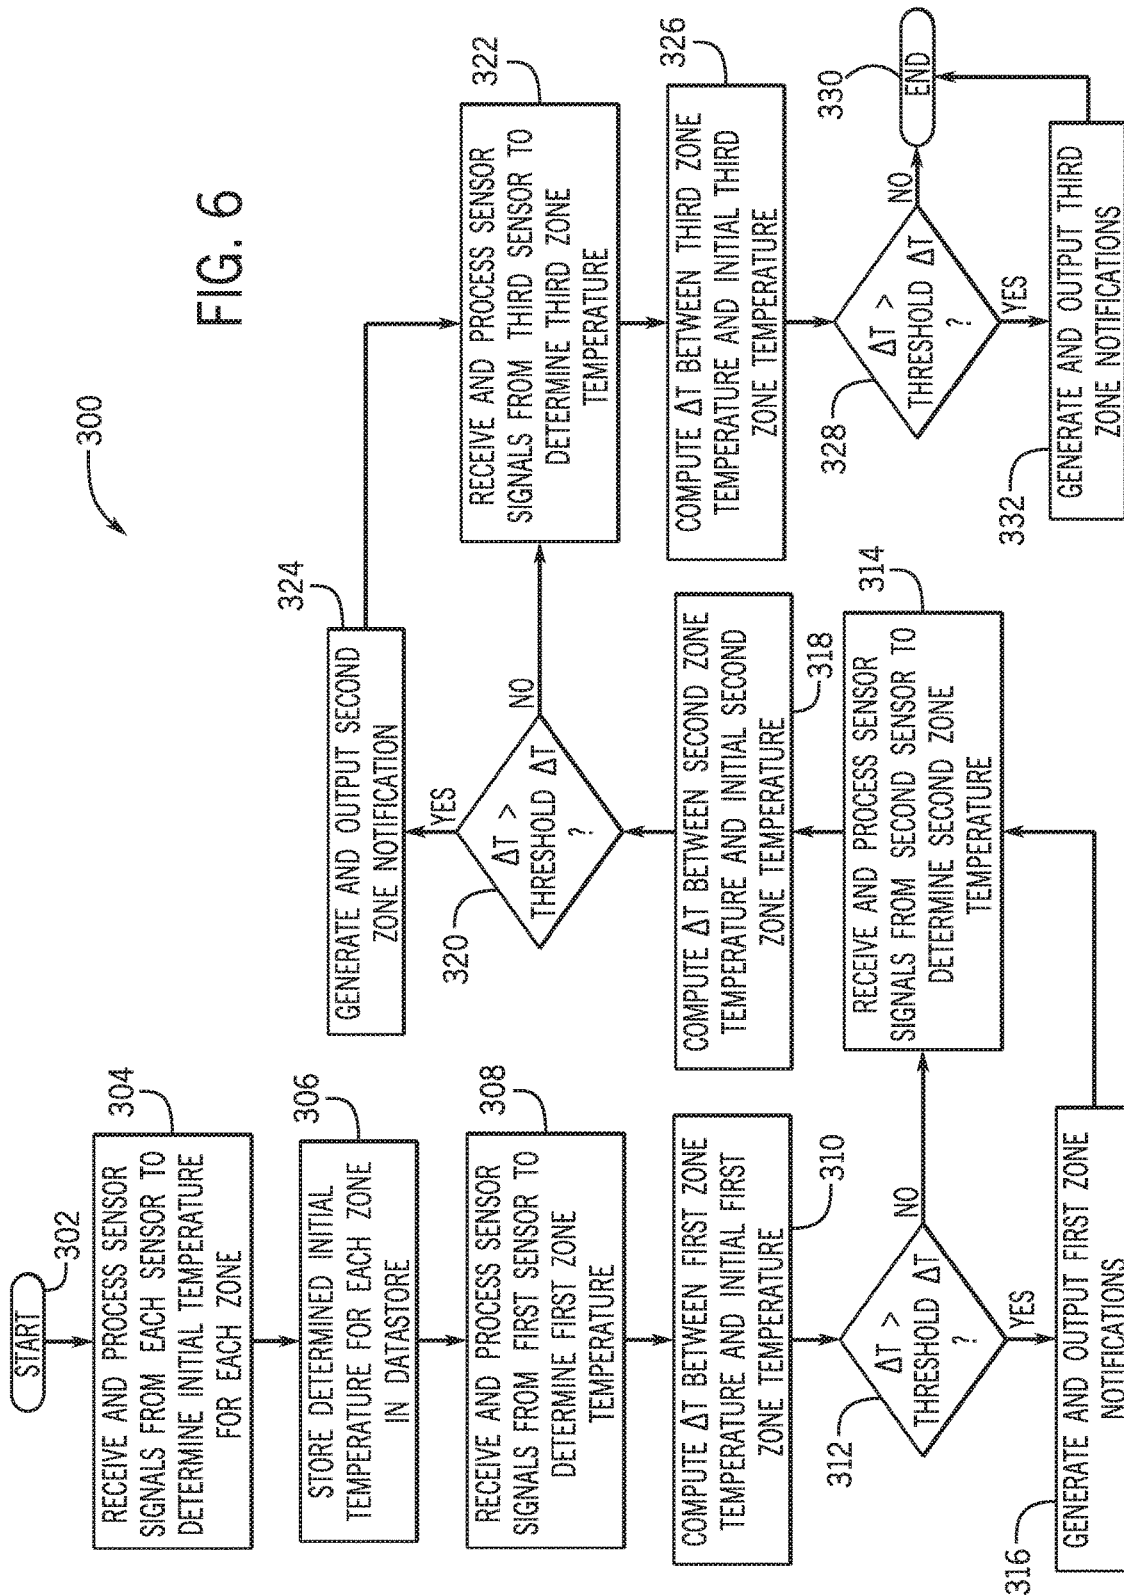 FIG. 6
300
START
302
RECEIVE AND PROCESS SENSOR
SIGNALS FROM EACH SENSOR TO
DETERMINE INITIAL TEMPERATURE
FOR EACH ZONE
304
STORE DETERMINED INITIAL
TEMPERATURE FOR EACH ZONE
IN DATASTORE
306
RECEIVE AND PROCESS SENSOR
SIGNALS FROM FIRST SENSOR TO
DETERMINE FIRST ZONE
TEMPERATURE
308
COMPUTE ΔT BETWEEN FIRST ZONE
TEMPERATURE AND INITIAL FIRST
ZONE TEMPERATURE
310
ΔT >
THRESHOLD ΔT
?
312
NO
YES
GENERATE AND OUTPUT FIRST ZONE
NOTIFICATIONS
316
RECEIVE AND PROCESS SENSOR
SIGNALS FROM SECOND SENSOR TO
DETERMINE SECOND ZONE
TEMPERATURE
314
COMPUTE ΔT BETWEEN SECOND ZONE
TEMPERATURE AND INITIAL SECOND
ZONE TEMPERATURE
318
ΔT >
THRESHOLD ΔT
?
320
YES
NO
GENERATE AND OUTPUT SECOND
ZONE NOTIFICATION
324
RECEIVE AND PROCESS SENSOR
SIGNALS FROM THIRD SENSOR TO
DETERMINE THIRD ZONE
TEMPERATURE
322
COMPUTE ΔT BETWEEN THIRD ZONE
TEMPERATURE AND INITIAL THIRD
ZONE TEMPERATURE
326
ΔT >
THRESHOLD ΔT
?
328
NO
YES
END
330
GENERATE AND OUTPUT THIRD
ZONE NOTIFICATIONS
332